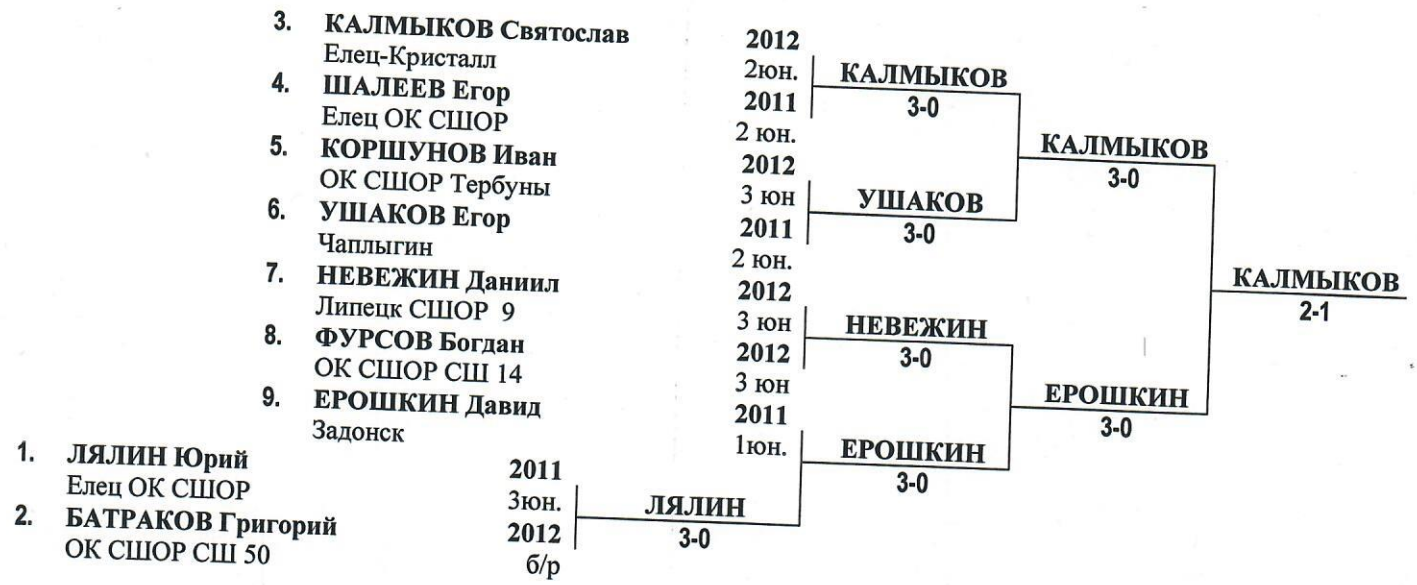 3. КАЛМЫКОВ Святослав 2012
Елец-Кристалл 2юн.
КАЛМЫКОВ
3-0
4. ШАЛЕЕВ Егор 2011
Елец ОК СШОР 2 юн.
КАЛМЫКОВ
3-0
5. КОРШУНОВ Иван 2012
ОК СШОР Тербуны 3 юн
УШАКОВ
3-0
6. УШАКОВ Егор 2011
Чаплыгин 2 юн.
КАЛМЫКОВ
2-1
7. НЕВЕЖИН Даниил 2012
Липецк СШОР 9 3 юн
НЕВЕЖИН
3-0
8. ФУРСОВ Богдан 2012
ОК СШОР СШ 14 3 юн
ЕРОШКИН
3-0
9. ЕРОШКИН Давид 2011
Задонск 1юн.
ЕРОШКИН
3-0
1. ЛЯЛИН Юрий 2011
Елец ОК СШОР 3юн.
ЛЯЛИН
3-0
2. БАТРАКОВ Григорий 2012
ОК СШОР СШ 50 б/р